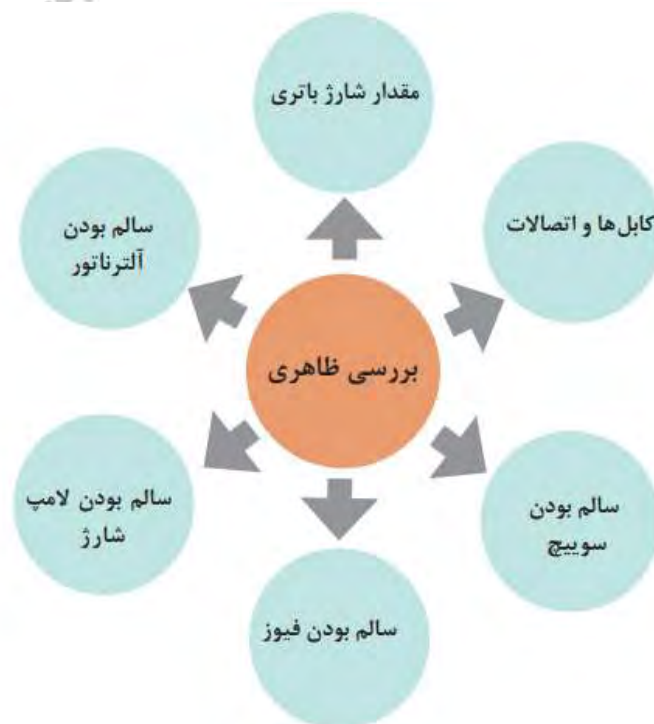 مقدار شارژ باتری
کابل‌ها و اتصالات
سالم بودن
آلترناتور
بررسی ظاهری
سالم بودن لامپ
شارژ
سالم بودن
سوییچ
سالم بودن فیوز